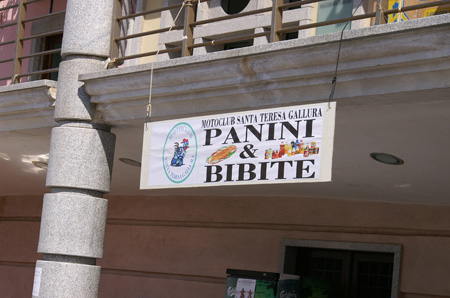 MOTOCLUB SANTA TERESA GALLURA
PANINI
&
BIBITE